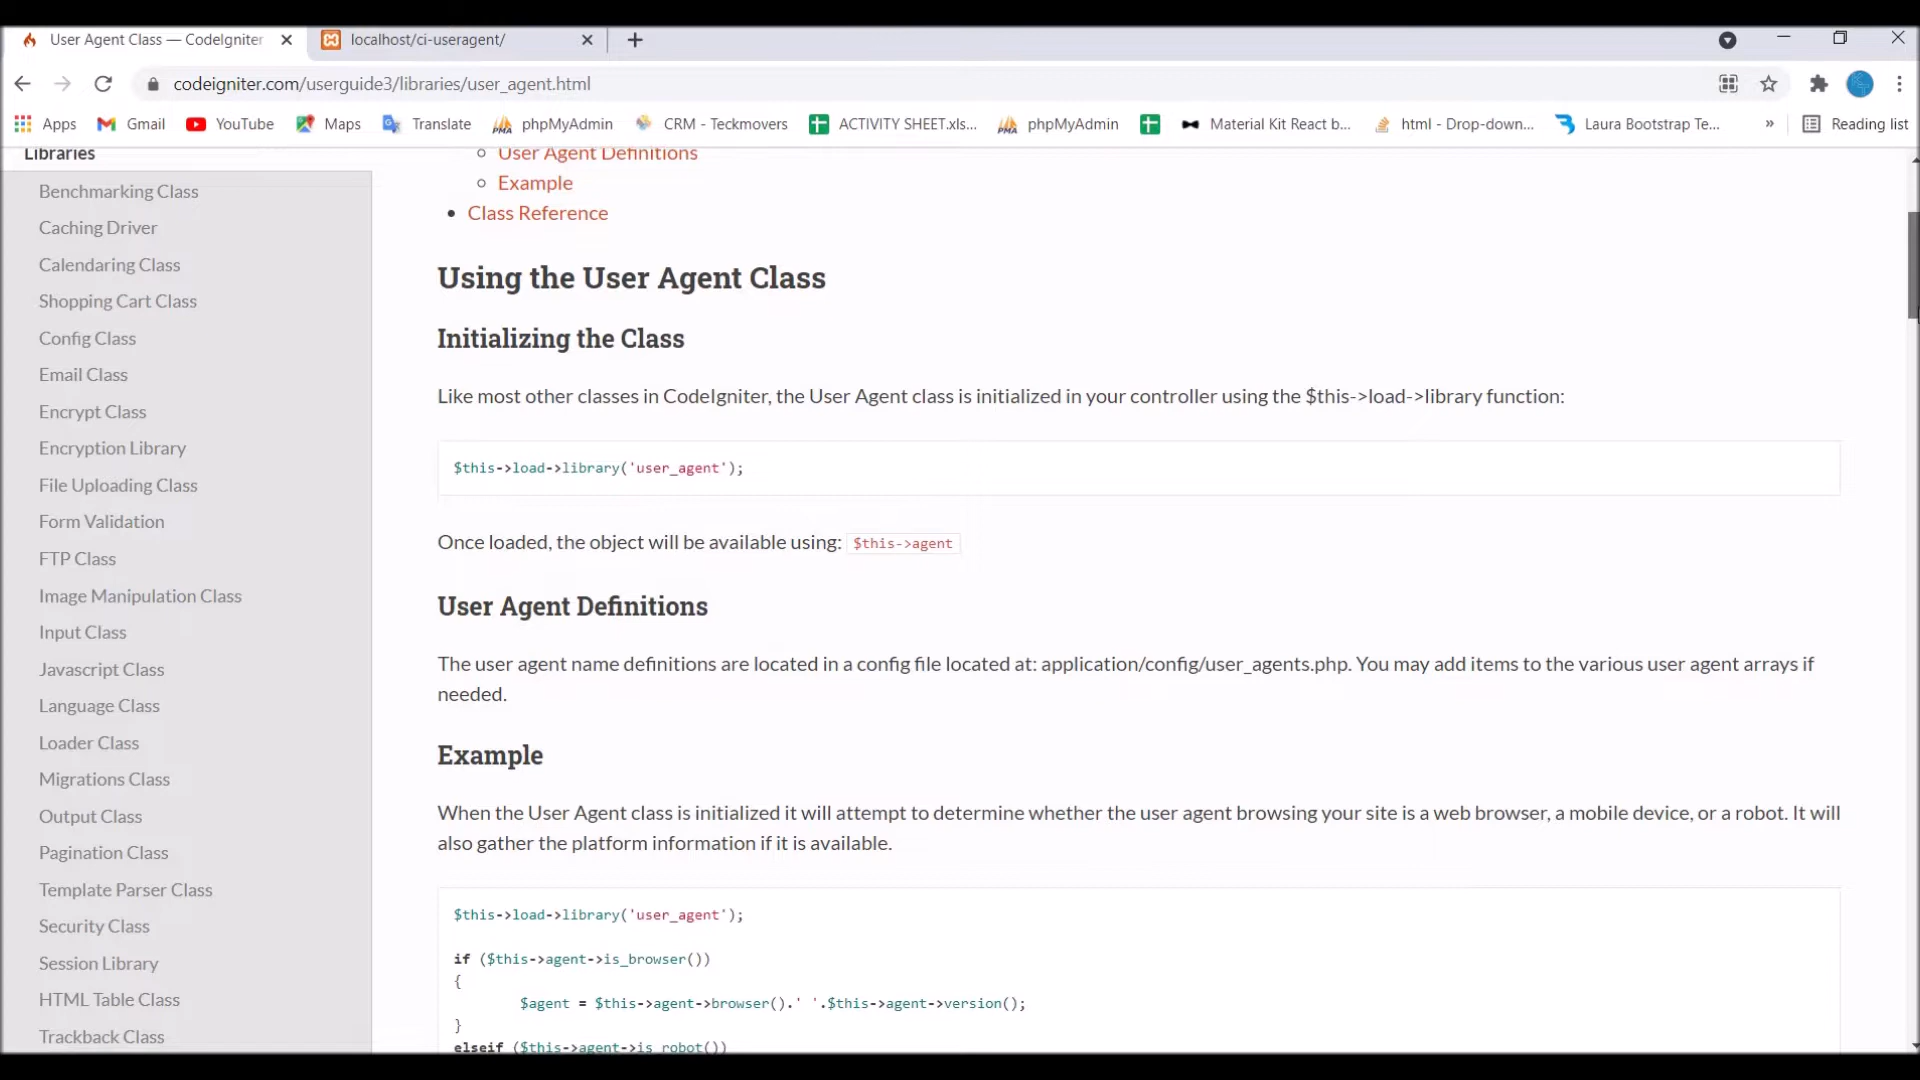 User Agent Class — CodeIgniter
localhost/ci-useragent/
codeigniter.com/userguide3/libraries/user_agent.html
Apps Gmail YouTube Maps Translate phpMyAdmin CRM - Teckmovers ACTIVITY SHEET.xls... phpMyAdmin Material Kit React b... html - Drop-down... Laura Bootstrap Te... » Reading list
Libraries
Benchmarking Class
Caching Driver
Calendaring Class
Shopping Cart Class
Config Class
Email Class
Encrypt Class
Encryption Library
File Uploading Class
Form Validation
FTP Class
Image Manipulation Class
Input Class
Javascript Class
Language Class
Loader Class
Migrations Class
Output Class
Pagination Class
Template Parser Class
Security Class
Session Library
HTML Table Class
Trackback Class
User Agent Definitions
Example
Class Reference
Using the User Agent Class
Initializing the Class
Like most other classes in CodeIgniter, the User Agent class is initialized in your controller using the $this->load->library function:
$this->load->library('user_agent');
Once loaded, the object will be available using: $this->agent
User Agent Definitions
The user agent name definitions are located in a config file located at: application/config/user_agents.php. You may add items to the various user agent arrays if
needed.
Example
When the User Agent class is initialized it will attempt to determine whether the user agent browsing your site is a web browser, a mobile device, or a robot. It will
also gather the platform information if it is available.
$this->load->library('user_agent');
if ($this->agent->is_browser())
{
$agent = $this->agent->browser().' '.$this->agent->version();
}
elseif ($this->agent->is_robot())